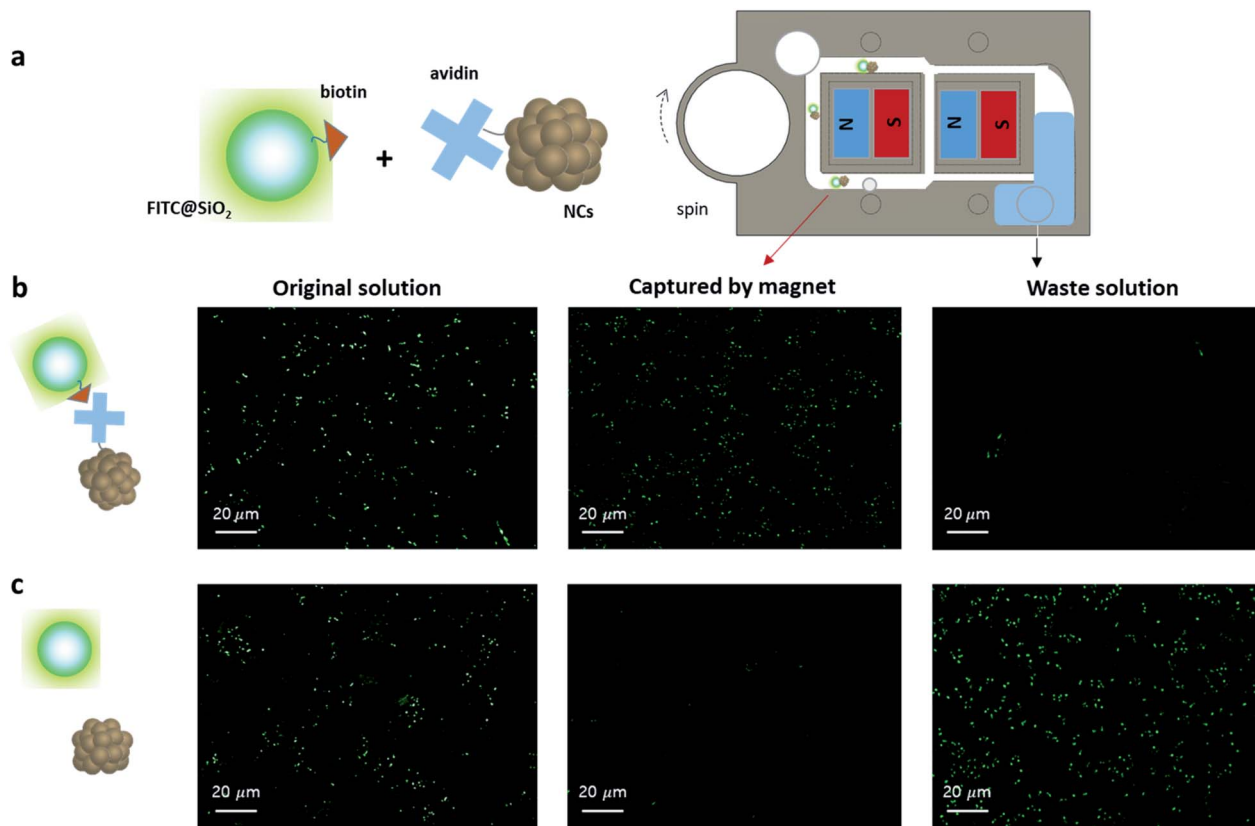 a
biotin
avidin
+
FITC@SiO₂
NCs
N
S
N
S
spin
b
Original solution
Captured by magnet
Waste solution
20 μm
20 μm
20 μm
c
20 μm
20 μm
20 μm